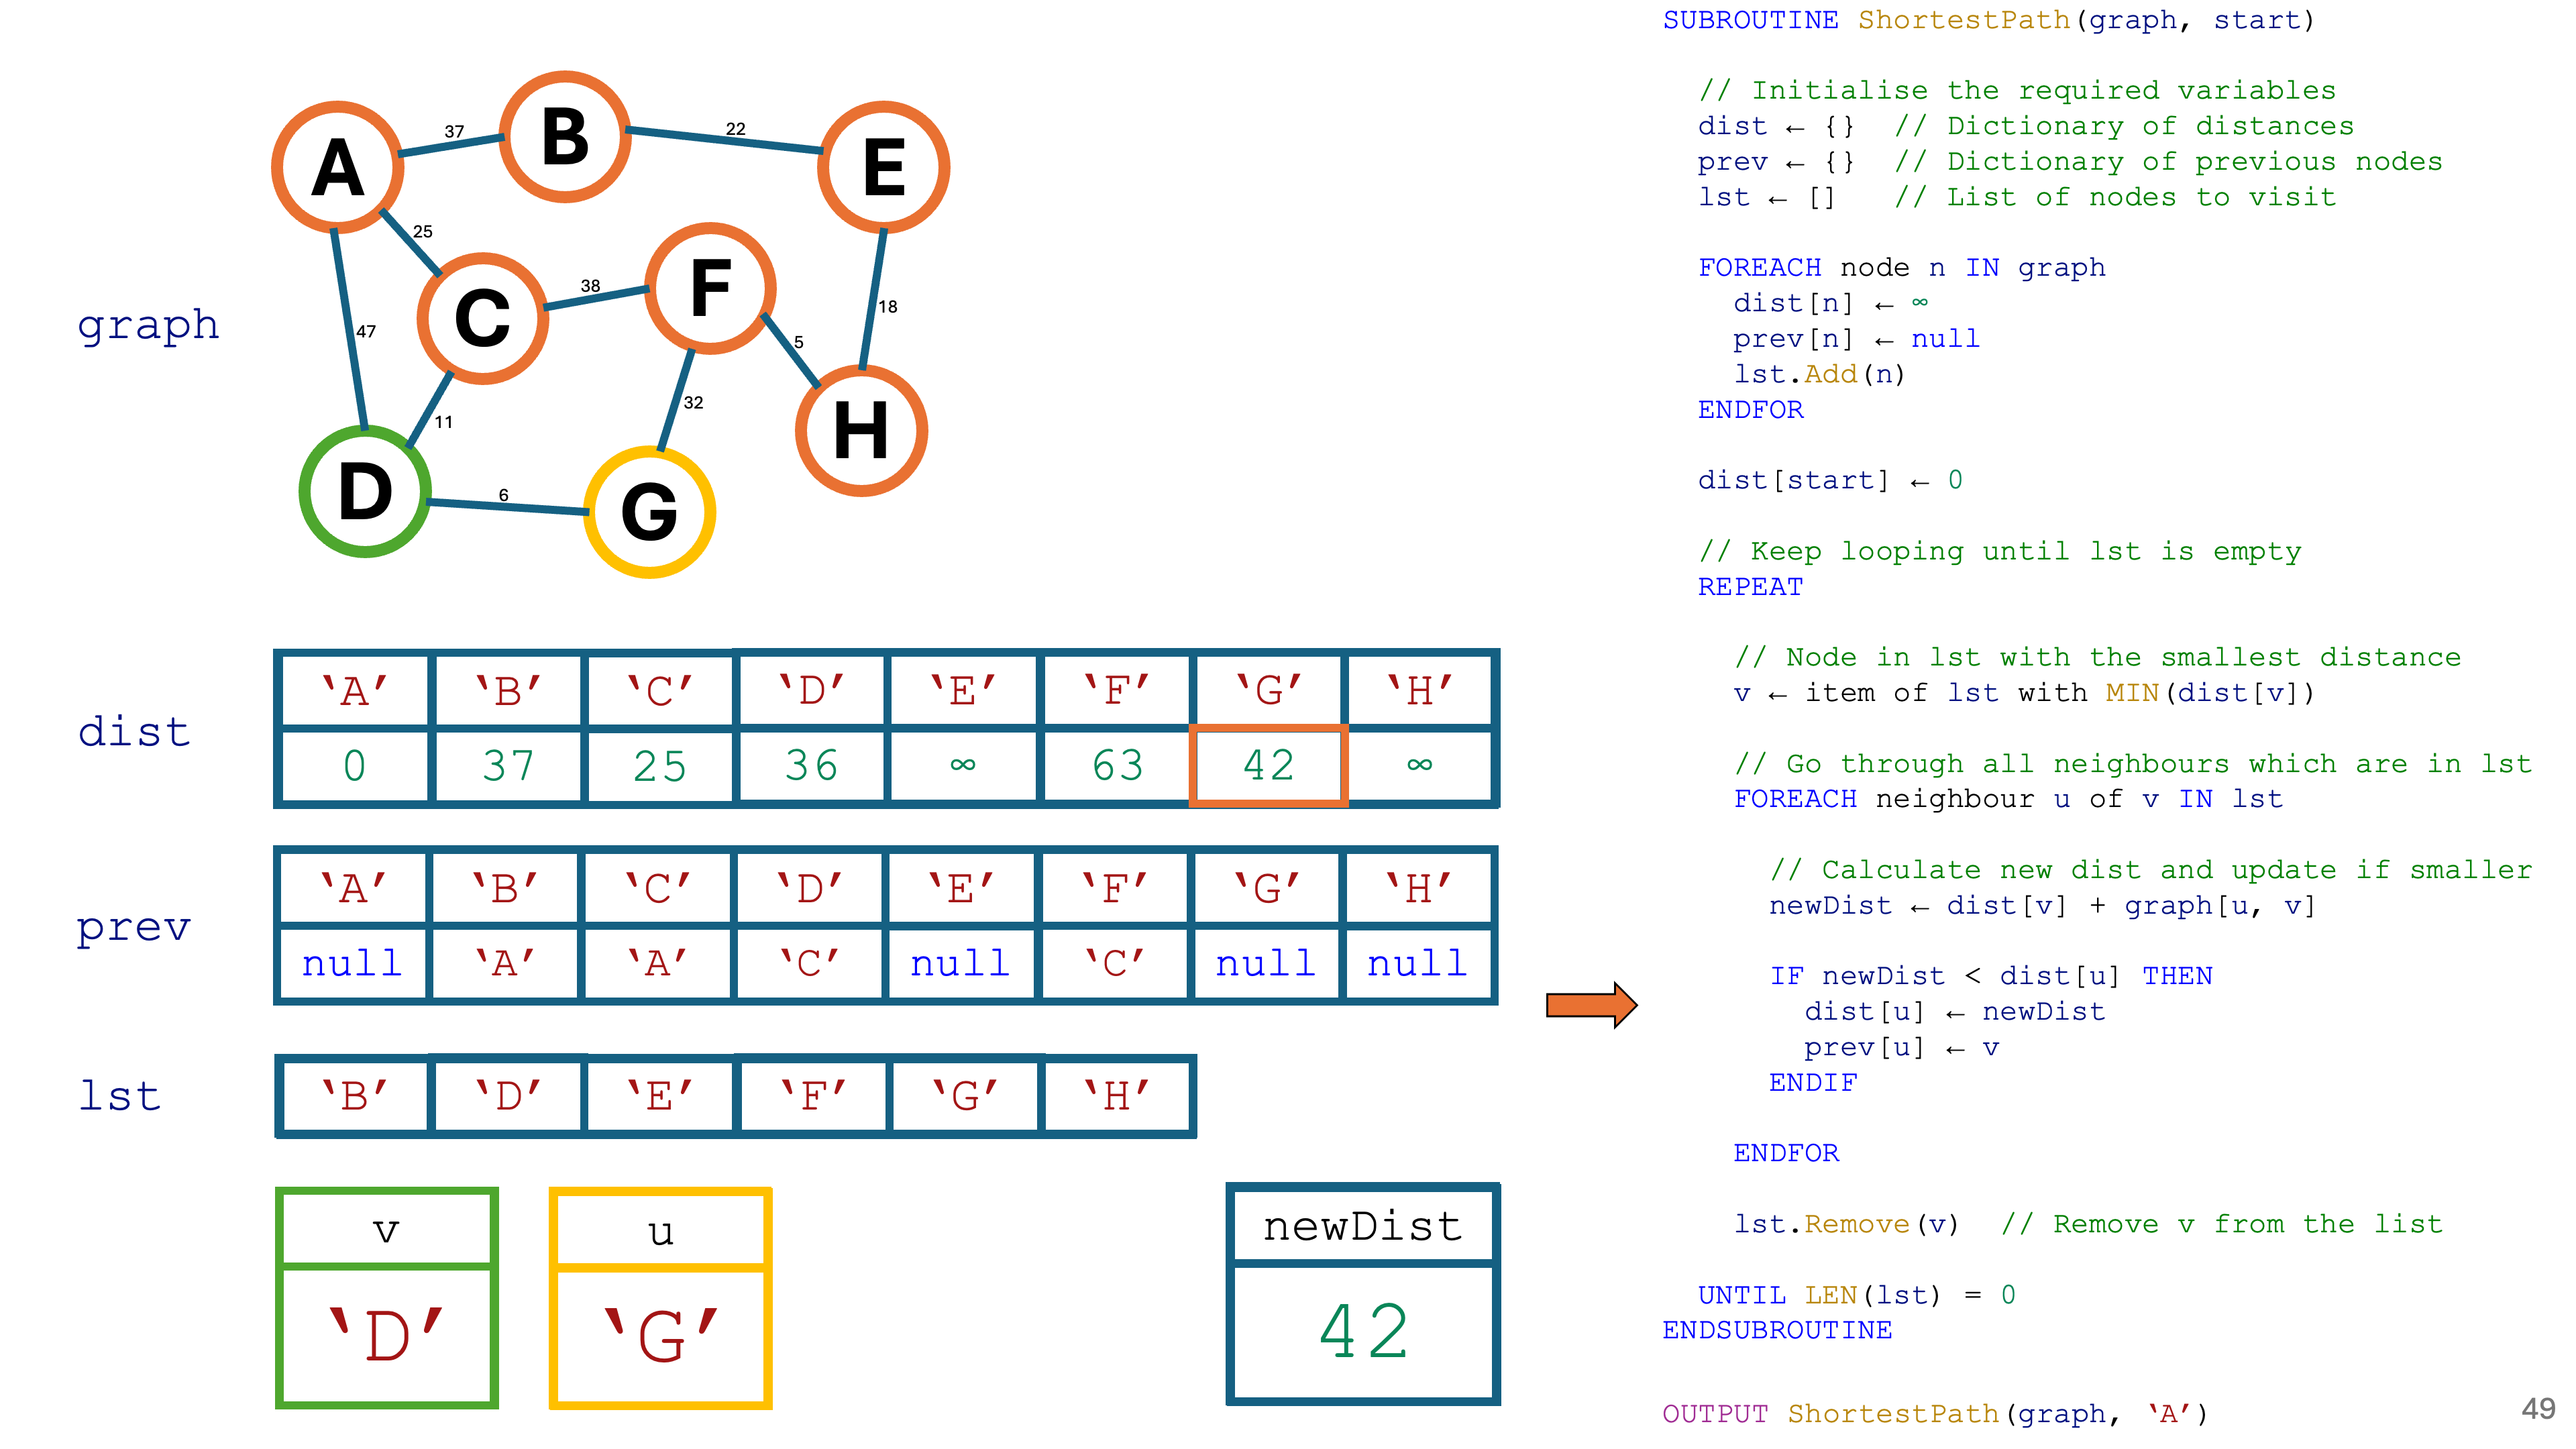 graph
A
B
E
C
F
H
D
G
37
22
25
38
47
5
18
11
32
6
dist
‘A’ ‘B’ ‘C’ ‘D’ ‘E’ ‘F’ ‘G’ ‘H’
0 37 25 36 ∞ 63 42 ∞
prev
‘A’ ‘B’ ‘C’ ‘D’ ‘E’ ‘F’ ‘G’ ‘H’
null ‘A’ ‘A’ ‘C’ null ‘C’ null null
lst
‘B’ ‘D’ ‘E’ ‘F’ ‘G’ ‘H’
v
‘D’
u
‘G’
newDist
42
SUBROUTINE ShortestPath(graph, start)
// Initialise the required variables
dist ← {} // Dictionary of distances
prev ← {} // Dictionary of previous nodes
lst ← [] // List of nodes to visit
FOREACH node n IN graph
dist[n] ← ∞
prev[n] ← null
lst.Add(n)
ENDFOR
dist[start] ← 0
// Keep looping until lst is empty
REPEAT
// Node in lst with the smallest distance
v ← item of lst with MIN(dist[v])
// Go through all neighbours which are in lst
FOREACH neighbour u of v IN lst
// Calculate new dist and update if smaller
newDist ← dist[v] + graph[u, v]
IF newDist < dist[u] THEN
dist[u] ← newDist
prev[u] ← v
ENDIF
ENDFOR
lst.Remove(v) // Remove v from the list
UNTIL LEN(lst) = 0
ENDSUBROUTINE
OUTPUT ShortestPath(graph, ‘A’)
49